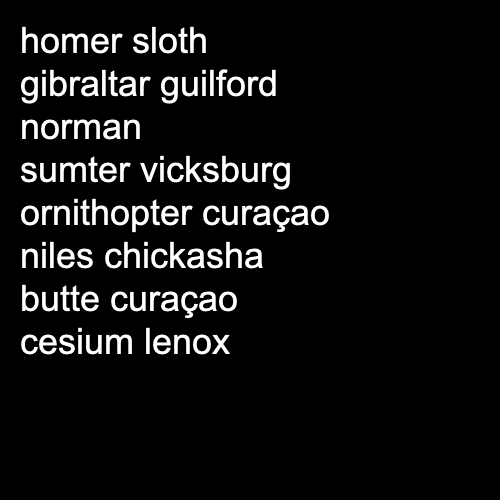 homer sloth
gibraltar guilford
norman
sumter vicksburg
ornithopter curaçao
niles chickasha
butte curaçao
cesium lenox